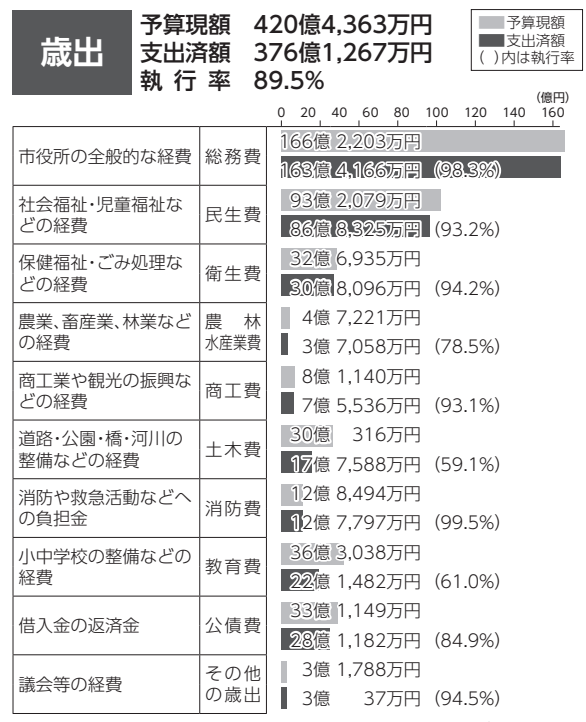 歳出
予算現額 420億4,363万円
支出済額 376億1,267万円
執行率 89.5%
予算現額
支出済額
( )内は執行率
(億円)
0 20 40 60 80 100 120 140 160
市役所の全般的な経費 総務費
166億 2,203万円
163億 4,166万円 (98.3%)
社会福祉・児童福祉な
どの経費
民生費
93億 2,079万円
86億 8,325万円 (93.2%)
保健福祉・ごみ処理な
どの経費
衛生費
32億 6,935万円
30億 8,096万円 (94.2%)
農業、畜産業、林業など
の経費
農林
水産業費
4億 7,221万円
3億 7,058万円 (78.5%)
商工業や観光の振興な
どの経費
商工費
8億 1,140万円
7億 5,536万円 (93.1%)
道路・公園・橋・河川の
整備などの経費
土木費
30億 316万円
17億 7,588万円 (59.1%)
消防や救急活動などへ
の負担金
消防費
12億 8,494万円
12億 7,797万円 (99.5%)
小中学校の整備などの
経費
教育費
36億 3,038万円
22億 1,482万円 (61.0%)
借入金の返済金 公債費
33億 1,149万円
28億 1,182万円 (84.9%)
議会等の経費
その他
の歳出
3億 1,788万円
3億 37万円 (94.5%)